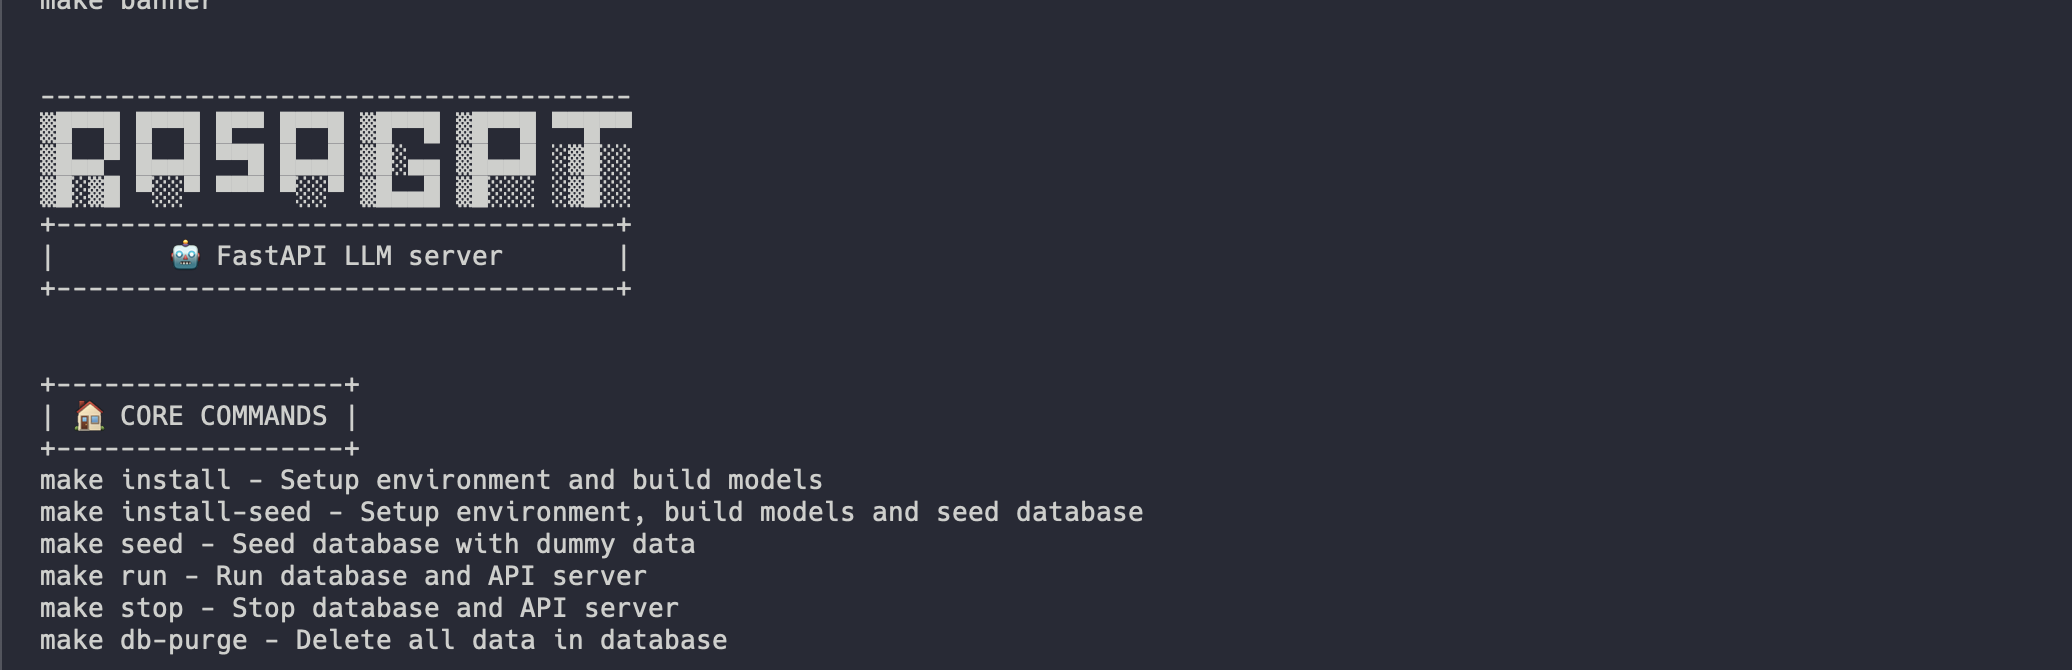 make banner
-------------------------------------
RASAGPT
+-----------------------------------+
|       🤖 FastAPI LLM server       |
+-----------------------------------+
+------------------+
| 🏠 CORE COMMANDS |
+------------------+
make install - Setup environment and build models
make install-seed - Setup environment, build models and seed database
make seed - Seed database with dummy data
make run - Run database and API server
make stop - Stop database and API server
make db-purge - Delete all data in database